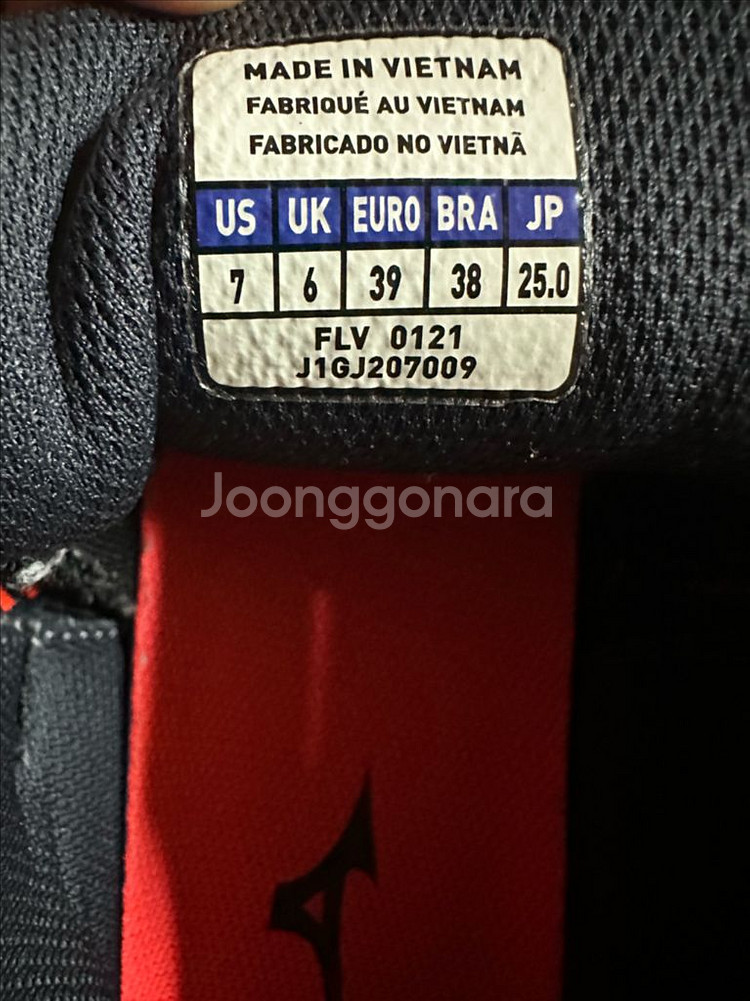 MADE IN VIETNAM
FABRIQUÉ AU VIETNAM
FABRICADO NO VIETNÃ
US UK EURO BRA JP
7 6 39 38 25.0
FLV 0121
J1GJ207009
Joonggonara